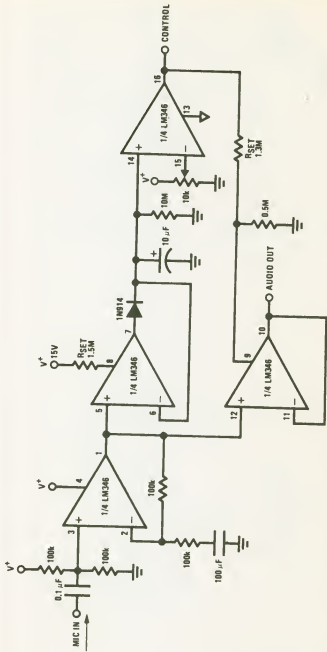 V+
MIC IN
0.1 μF
100k
100k
3
+
4
V+
1/4 LM346
2
−
1
100k
100k
100 μF
V+
15V
RSET
1.5M
5
+
8
1/4 LM346
6
−
7
1N914
10 μF
+
10M
V+
10k
14
+
1/4 LM346
15
−
13
16
CONTROL
RSET
1.3M
0.5M
12
+
9
1/4 LM346
11
−
10
AUDIO OUT